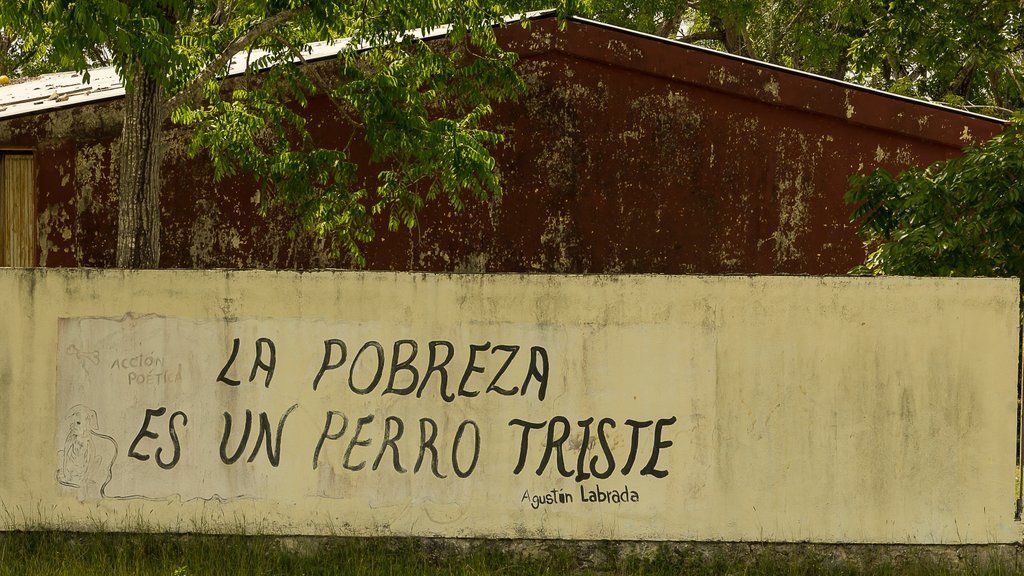 ACCIÓN
POÉTICA
LA POBREZA
ES UN PERRO TRISTE
Agustín Labrada